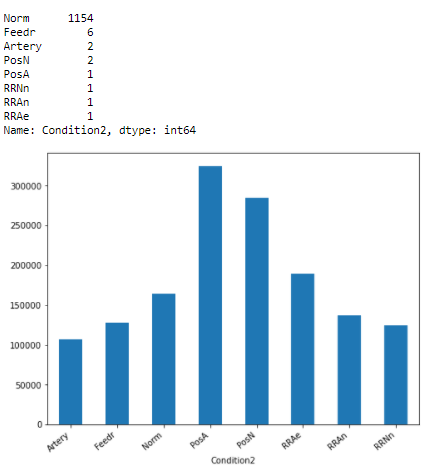 Norm 1154
Feedr 6
Artery 2
PosN 2
PosA 1
RRNn 1
RRAn 1
RRAe 1
Name: Condition2, dtype: int64
300000
250000
200000
150000
100000
50000
0
Artery Feedr Norm PosA PosN RRAe RRAn RRNn
Condition2